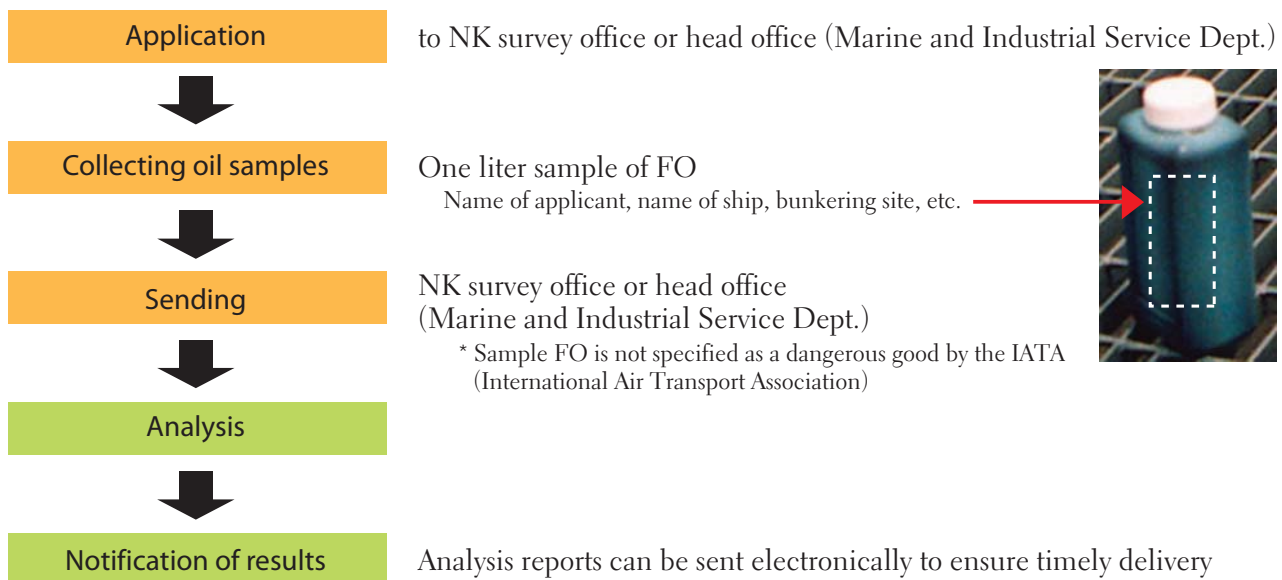 Application
to NK survey office or head office (Marine and Industrial Service Dept.)
Collecting oil samples
One liter sample of FO
Name of applicant, name of ship, bunkering site, etc.
Sending
NK survey office or head office
(Marine and Industrial Service Dept.)
* Sample FO is not specified as a dangerous good by the IATA
(International Air Transport Association)
Analysis
Notification of results
Analysis reports can be sent electronically to ensure timely delivery